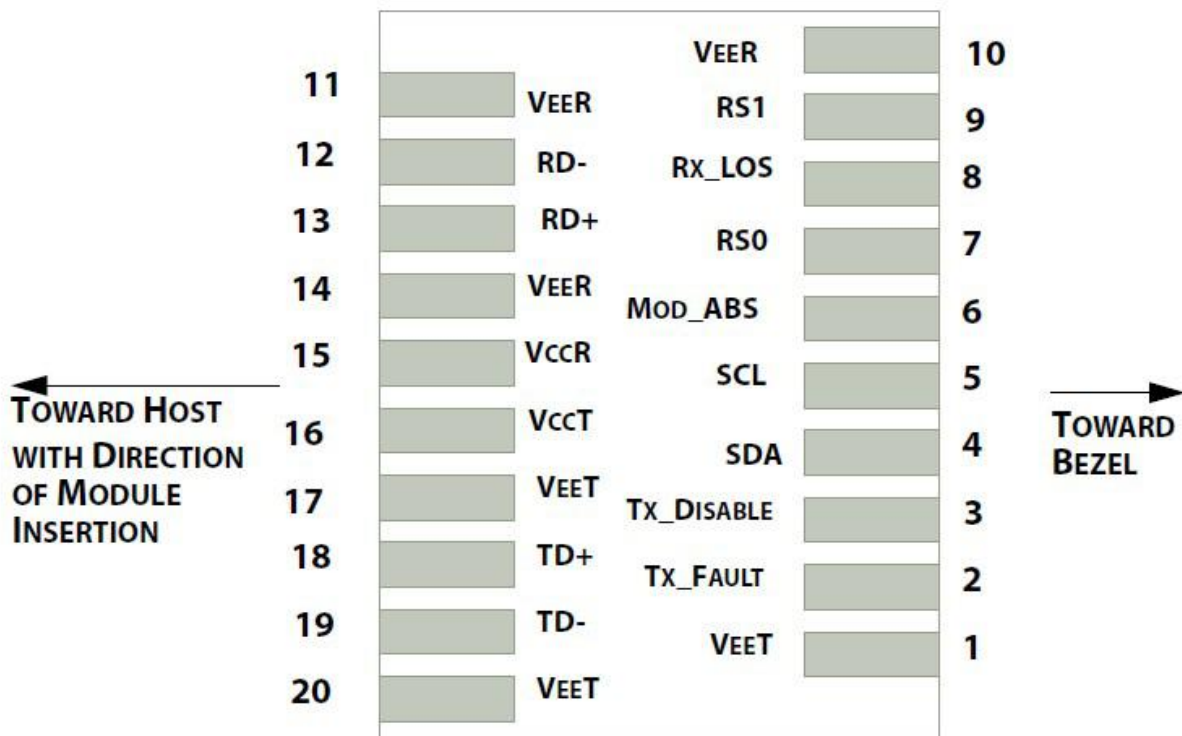 11
VEER
12
RD-
13
RD+
14
VEER
15
VCCR
16
VCCT
17
VEET
18
TD+
19
TD-
20
VEET
VEER
10
RS1
9
RX_LOS
8
RS0
7
MOD_ABS
6
SCL
5
SDA
4
TX_DISABLE
3
TX_FAULT
2
VEET
1
TOWARD HOST
WITH DIRECTION
OF MODULE
INSERTION
TOWARD
BEZEL